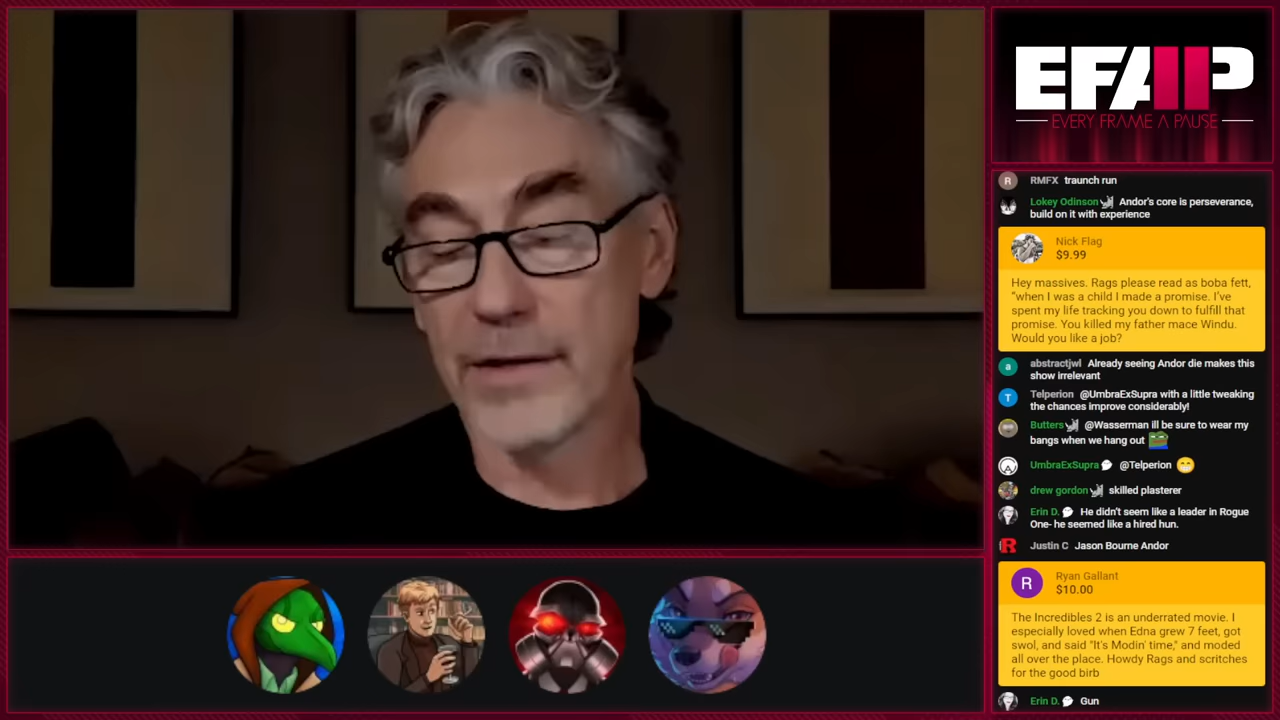 EFAP
EVERY FRAME A PAUSE
R RMFX traunch run
Lokey Odinson Andor's core is perseverance,
build on it with experience
Nick Flag
$9.99
Hey massives. Rags please read as boba fett,
"when I was a child I made a promise. I've
spent my life tracking you down to fulfill that
promise. You killed my father mace Windu.
Would you like a job?
a abstractjwl Already seeing Andor die makes this
show irrelevant
T Telperion @UmbraExSupra with a little tweaking
the chances improve considerably!
Butters @Wasserman ill be sure to wear my
bangs when we hang out
UmbraExSupra @Telperion
drew gordon skilled plasterer
Erin D. He didn't seem like a leader in Rogue
One- he seemed like a hired hun.
R Justin C Jason Bourne Andor
R Ryan Gallant
$10.00
The Incredibles 2 is an underrated movie. I
especially loved when Edna grew 7 feet, got
swol, and said "It's Modin' time," and moded
all over the place. Howdy Rags and scritches
for the good birb
Erin D. Gun